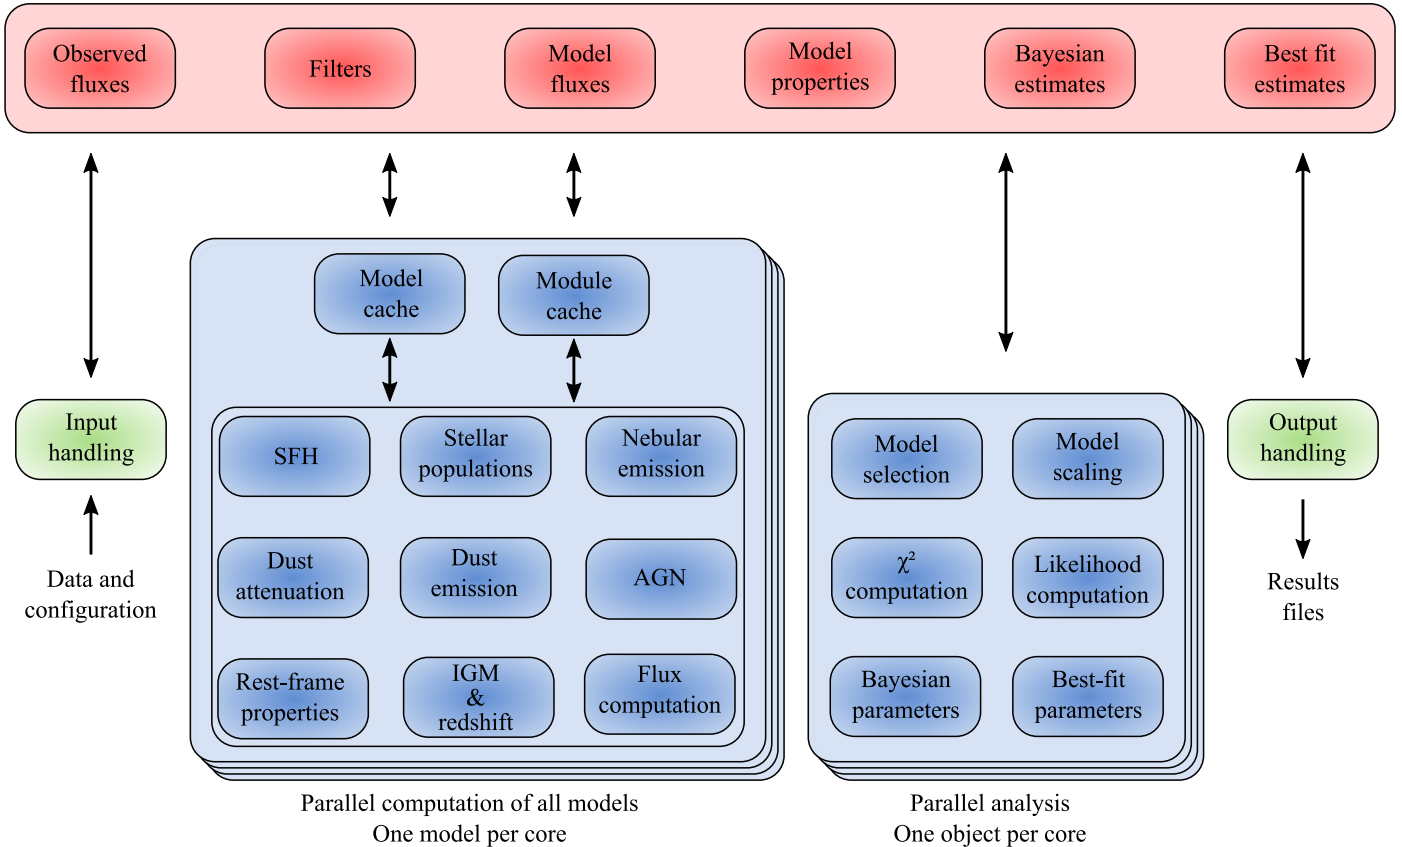 Observed
fluxes
Filters
Model
fluxes
Model
properties
Bayesian
estimates
Best fit
estimates
Model
cache
Module
cache
Input
handling
Data and
configuration
SFH
Stellar
populations
Nebular
emission
Dust
attenuation
Dust
emission
AGN
Rest-frame
properties
IGM
&
redshift
Flux
computation
Parallel computation of all models
One model per core
Model
selection
Model
scaling
χ²
computation
Likelihood
computation
Bayesian
parameters
Best-fit
parameters
Parallel analysis
One object per core
Output
handling
Results
files